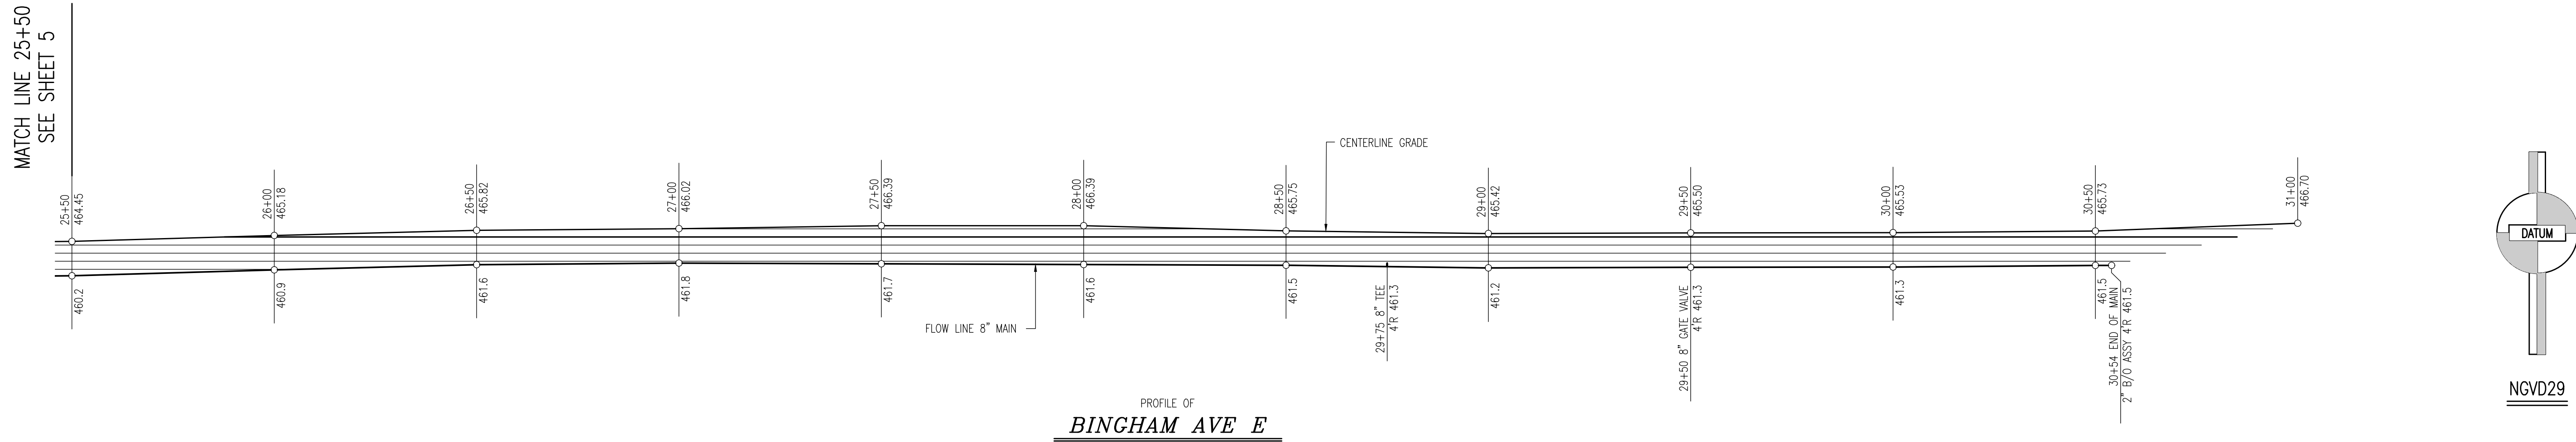 MATCH LINE 25+50
SEE SHEET 5
25+50
464.45
26+00
465.18
26+50
465.82
27+00
466.02
27+50
466.39
28+00
466.39
28+50
465.75
29+00
465.42
29+50
465.50
30+00
465.53
30+50
465.73
31+00
466.70
CENTERLINE GRADE
DATUM
NGVD29
460.2
460.9
461.6
461.8
461.7
461.6
461.5
461.2
461.3
461.5
FLOW LINE 8" MAIN
29+75 8" TEE
4'R 461.3
29+50 8" GATE VALVE
4'R 461.3
30+54 END OF MAIN
2" B/O ASSY 4'R 461.5
PROFILE OF
BINGHAM AVE E